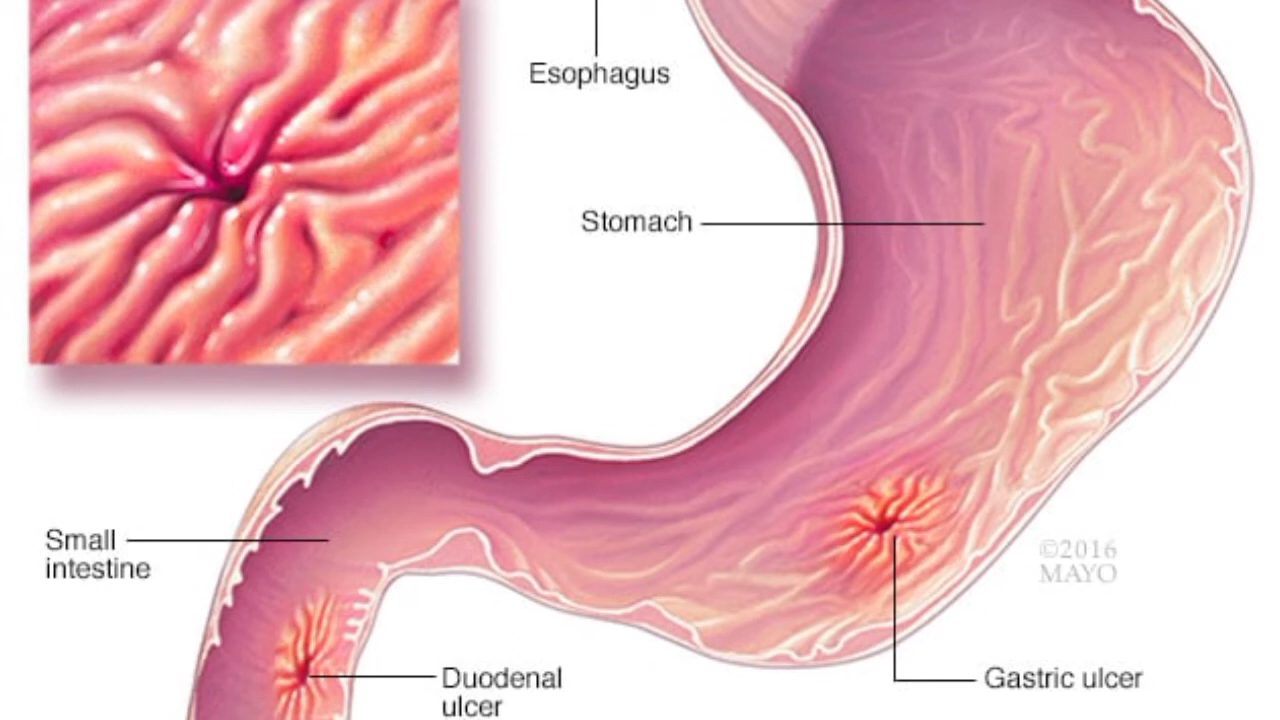 Esophagus
Stomach
Small
intestine
©2016
MAYO
Duodenal
ulcer
Gastric ulcer